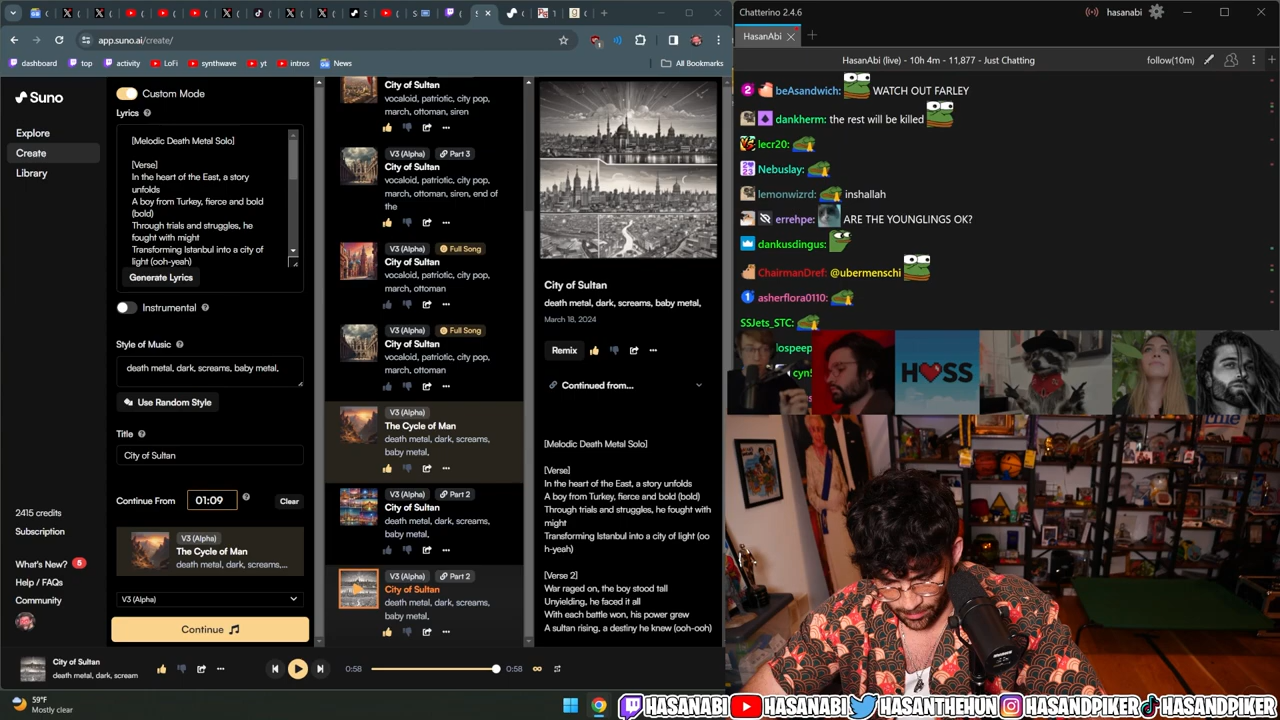 app.suno.ai/create/
dashboard
top
activity
LoFi
synthwave
yt
intros
News
All Bookmarks
Suno
Explore
Create
Library
2415 credits
Subscription
What's New?
5
Help / FAQs
Community
Custom Mode
Lyrics
[Melodic Death Metal Solo]
[Verse]
In the heart of the East, a story
unfolds
A boy from Turkey, fierce and bold
(bold)
Through trials and struggles, he
fought with might
Transforming Istanbul into a city of
light (ooh-yeah)
Generate Lyrics
Instrumental
Style of Music
death metal, dark, screams, baby metal,
Use Random Style
Title
City of Sultan
Continue From
01:09
Clear
V3 (Alpha)
The Cycle of Man
death metal, dark, screams,...
V3 (Alpha)
Continue
City of Sultan
vocaloid, patriotic, city pop,
march, ottoman, siren
V3 (Alpha)
Part 3
City of Sultan
vocaloid, patriotic, city pop,
march, ottoman, siren, end of
the
V3 (Alpha)
Full Song
City of Sultan
vocaloid, patriotic, city pop,
march, ottoman
V3 (Alpha)
Full Song
City of Sultan
vocaloid, patriotic, city pop,
march, ottoman
V3 (Alpha)
The Cycle of Man
death metal, dark, screams,
baby metal,
V3 (Alpha)
Part 2
City of Sultan
death metal, dark, screams,
baby metal,
V3 (Alpha)
Part 2
City of Sultan
death metal, dark, screams,
baby metal,
City of Sultan
death metal, dark, screams, baby metal,
March 18, 2024
Remix
Continued from...
[Melodic Death Metal Solo]
[Verse]
In the heart of the East, a story unfolds
A boy from Turkey, fierce and bold (bold)
Through trials and struggles, he fought with
might
Transforming Istanbul into a city of light (oo
h-yeah)
[Verse 2]
War raged on, the boy stood tall
Unyielding, he faced it all
With each battle won, his power grew
A sultan rising, a destiny he knew (ooh-ooh)
City of Sultan
death metal, dark, scream
0:58
0:58
59°F
Mostly clear
Chatterino 2.4.6
hasanabi
HasanAbi
HasanAbi (live) - 10h 4m - 11,877 - Just Chatting
follow(10m)
beAsandwich: WATCH OUT FARLEY
dankherm: the rest will be killed
lecr20:
Nebuslay:
lemonwizrd: inshallah
errehpe: ARE THE YOUNGLINGS OK?
dankusdingus:
ChairmanDref: @ubermenschi
asherflora0110:
SSJets_STC:
lospeep
cyn
HOSS
HASANABI
HASANABI
HASANTHEHUN
HASANDPIKER
HASANDPIKER